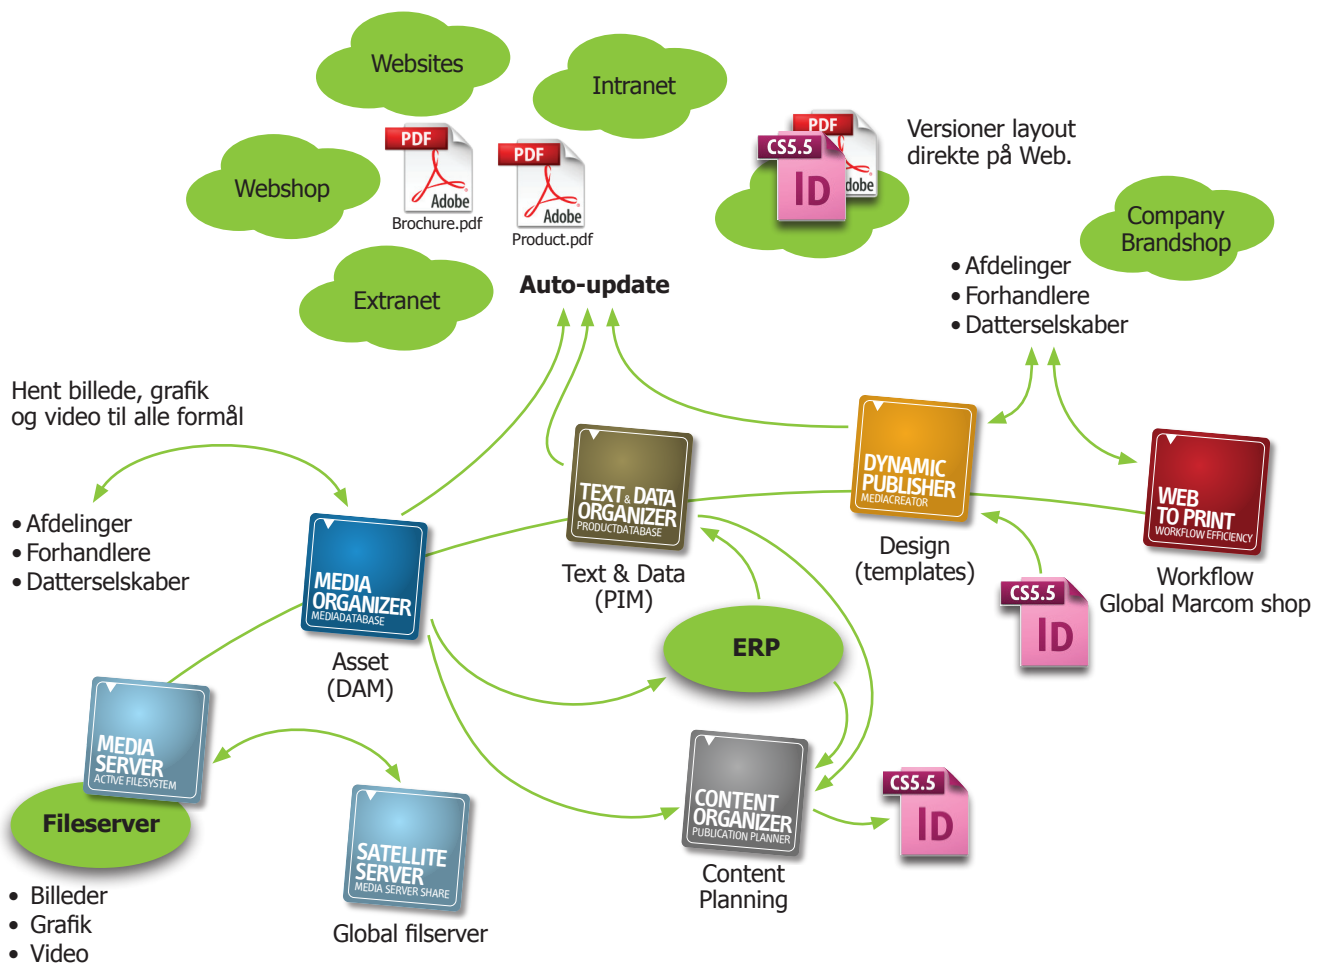 Websites
Intranet
Webshop
Extranet
PDF
Adobe
Brochure.pdf
PDF
Adobe
Product.pdf
Auto-update
PDF
dobe
CS5.5
ID
Versioner layout
direkte på Web.
Company
Brandshop
• Afdelinger
• Forhandlere
• Datterselskaber
Hent billede, grafik
og video til alle formål
• Afdelinger
• Forhandlere
• Datterselskaber
MEDIA
ORGANIZER
MEDIADATABASE
Asset
(DAM)
TEXT & DATA
ORGANIZER
PRODUCTDATABASE
Text & Data
(PIM)
DYNAMIC
PUBLISHER
MEDIACREATOR
Design
(templates)
CS5.5
ID
WEB
TO PRINT
WORKFLOW EFFICIENCY
Workflow
Global Marcom shop
ERP
MEDIA
SERVER
ACTIVE FILESYSTEM
Fileserver
• Billeder
• Grafik
• Video
SATELLITE
SERVER
MEDIA SERVER SHARE
Global filserver
CONTENT
ORGANIZER
PUBLICATION PLANNER
Content
Planning
CS5.5
ID